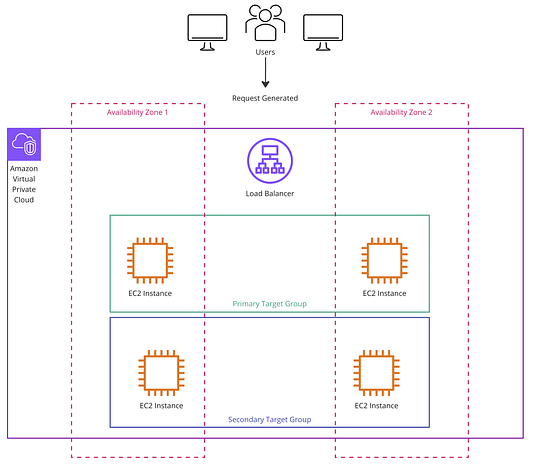 Users
Request Generated
Availability Zone 1
Availability Zone 2
Amazon
Virtual
Private
Cloud
Load Balancer
EC2 Instance
EC2 Instance
Primary Target Group
EC2 Instance
EC2 Instance
Secondary Target Group